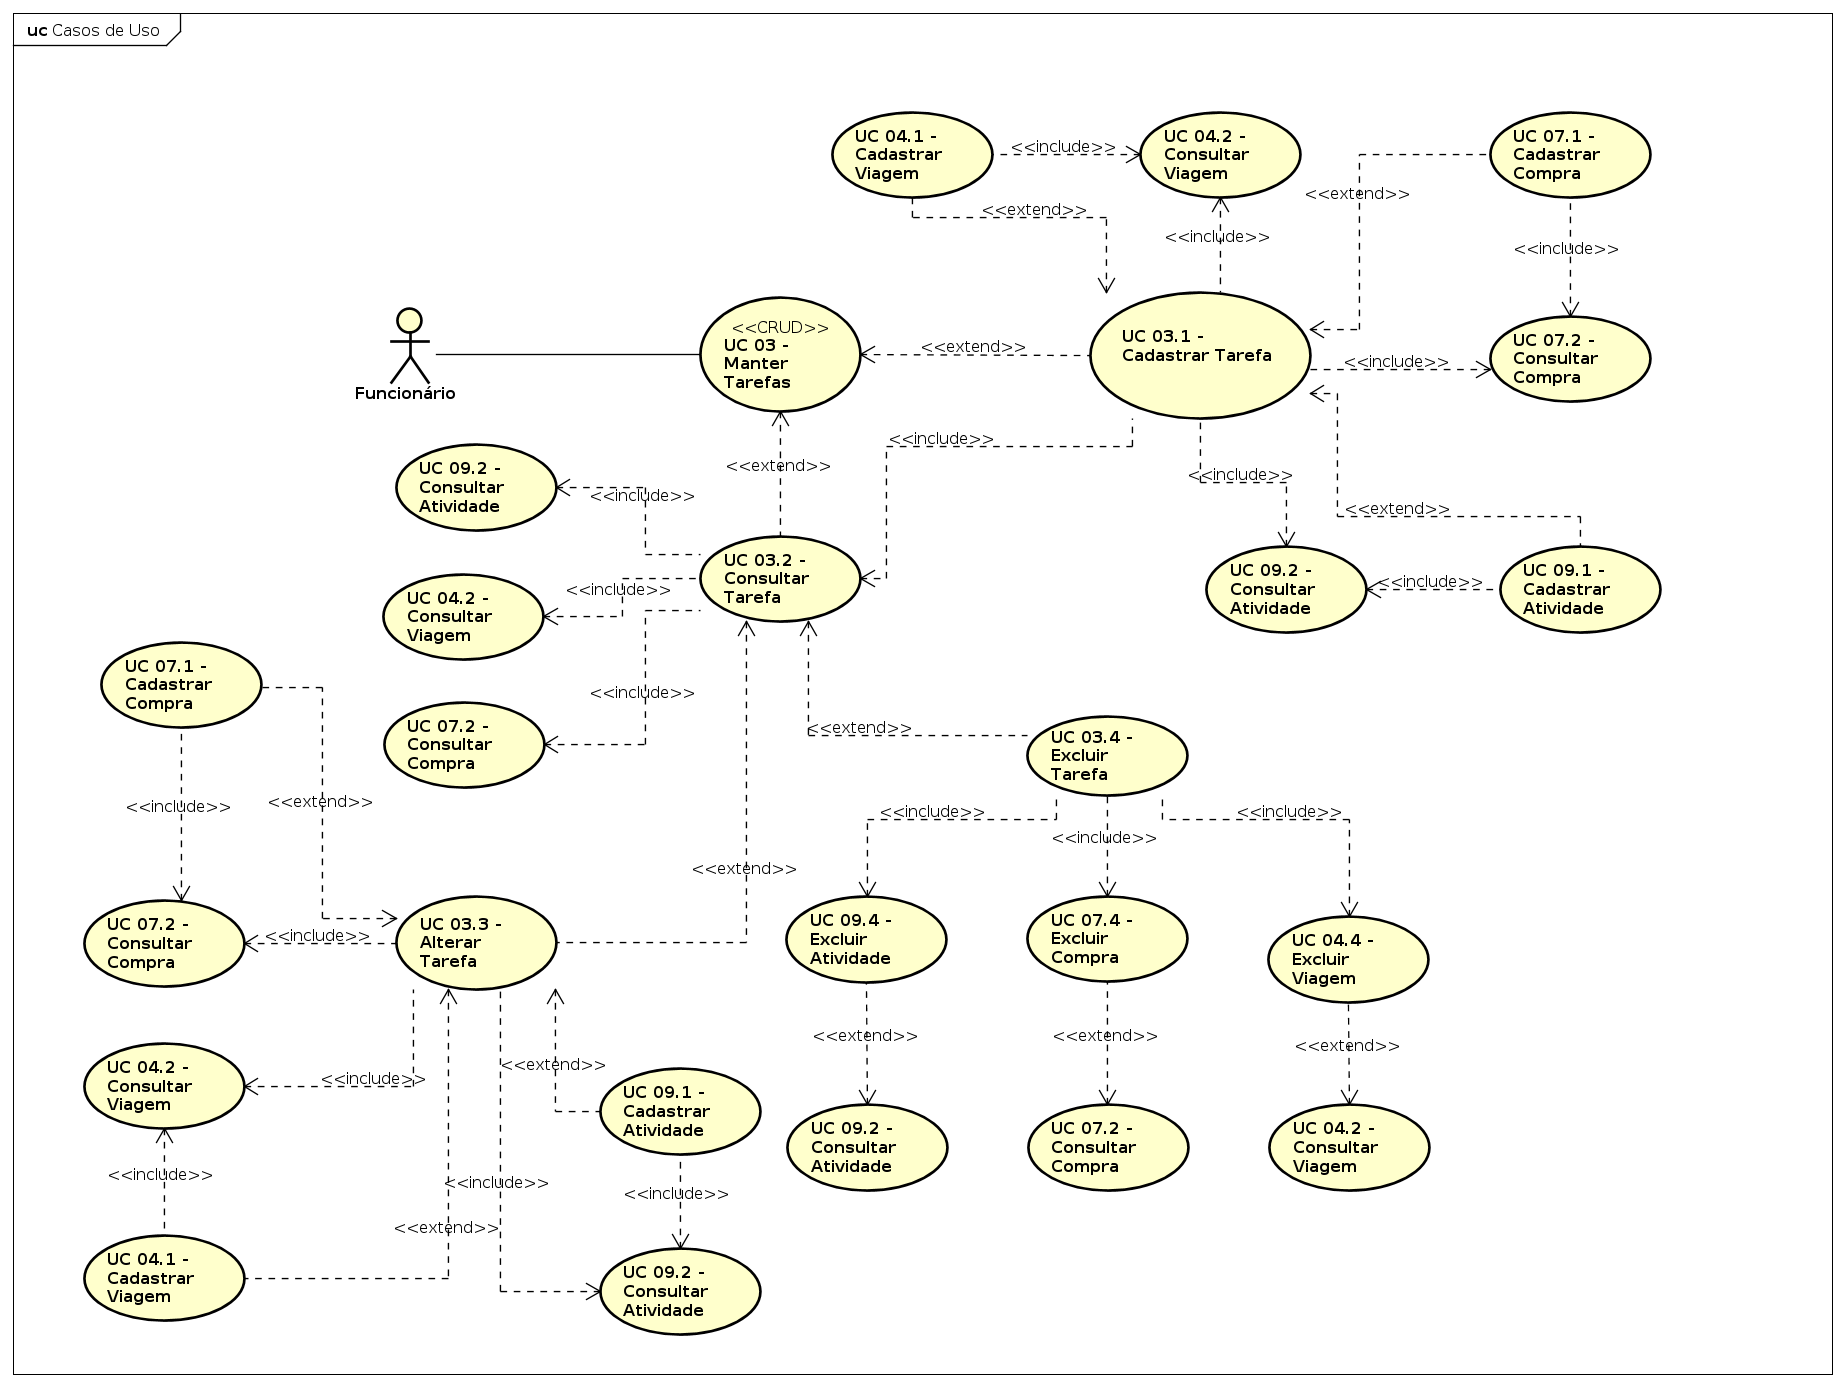 uc Casos de Uso
UC 04.1 -
Cadastrar
Viagem
<<include>>
UC 04.2 -
Consultar
Viagem
UC 07.1 -
Cadastrar
Compra
<<extend>>
<<extend>>
<<include>>
<<include>>
<<CRUD>>
UC 03 -
Manter
Tarefas
<<extend>>
UC 03.1 -
Cadastrar Tarefa
<<include>>
UC 07.2 -
Consultar
Compra
Funcionário
<<include>>
<<extend>>
<<include>>
UC 09.2 -
Consultar
Atividade
<<include>>
<<extend>>
UC 03.2 -
Consultar
Tarefa
UC 09.2 -
Consultar
Atividade
<<include>>
UC 09.1 -
Cadastrar
Atividade
<<include>>
UC 04.2 -
Consultar
Viagem
UC 07.1 -
Cadastrar
Compra
<<include>>
UC 07.2 -
Consultar
Compra
<<extend>>
UC 03.4 -
Excluir
Tarefa
<<include>>
<<extend>>
<<include>>
<<include>>
<<include>>
<<extend>>
UC 07.2 -
Consultar
Compra
<<include>>
UC 03.3 -
Alterar
Tarefa
UC 09.4 -
Excluir
Atividade
UC 07.4 -
Excluir
Compra
UC 04.4 -
Excluir
Viagem
<<extend>>
<<extend>>
<<extend>>
<<extend>>
UC 04.2 -
Consultar
Viagem
<<include>>
UC 09.1 -
Cadastrar
Atividade
UC 09.2 -
Consultar
Atividade
UC 07.2 -
Consultar
Compra
UC 04.2 -
Consultar
Viagem
<<include>>
<<include>>
<<include>>
<<extend>>
UC 04.1 -
Cadastrar
Viagem
UC 09.2 -
Consultar
Atividade